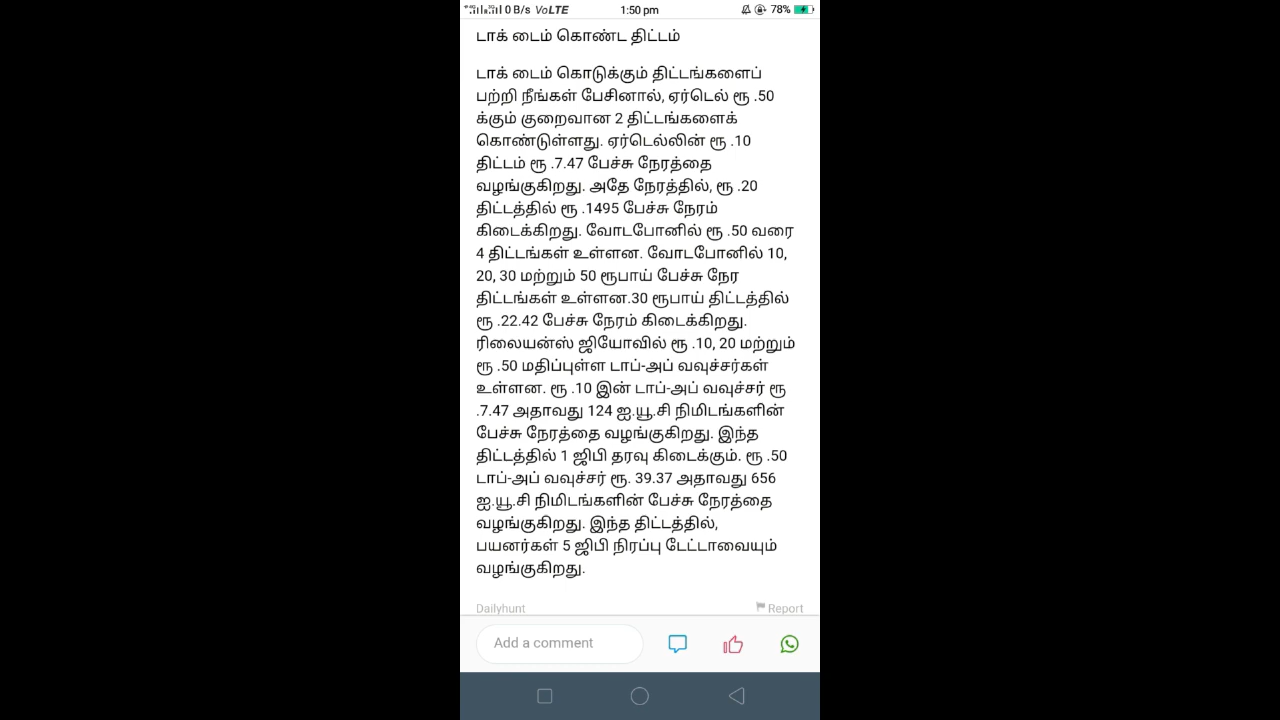 0 B/s VoLTE 1:50 pm 78%
டாக் டைம் கொண்ட திட்டம்
டாக் டைம் கொடுக்கும் திட்டங்களைப்
பற்றி நீங்கள் பேசினால், ஏர்டெல் ரூ .50
க்கும் குறைவான 2 திட்டங்களைக்
கொண்டுள்ளது. ஏர்டெல்லின் ரூ .10
திட்டம் ரூ .7.47 பேச்சு நேரத்தை
வழங்குகிறது. அதே நேரத்தில், ரூ .20
திட்டத்தில் ரூ .1495 பேச்சு நேரம்
கிடைக்கிறது. வோடபோனில் ரூ .50 வரை
4 திட்டங்கள் உள்ளன. வோடபோனில் 10,
20, 30 மற்றும் 50 ரூபாய் பேச்சு நேர
திட்டங்கள் உள்ளன.30 ரூபாய் திட்டத்தில்
ரூ .22.42 பேச்சு நேரம் கிடைக்கிறது.
ரிலையன்ஸ் ஜியோவில் ரூ .10, 20 மற்றும்
ரூ .50 மதிப்புள்ள டாப்-அப் வவுச்சர்கள்
உள்ளன. ரூ .10 இன் டாப்-அப் வவுச்சர் ரூ
.7.47 அதாவது 124 ஐ.யூ.சி நிமிடங்களின்
பேச்சு நேரத்தை வழங்குகிறது. இந்த
திட்டத்தில் 1 ஜிபி தரவு கிடைக்கும். ரூ .50
டாப்-அப் வவுச்சர் ரூ. 39.37 அதாவது 656
ஐ.யூ.சி நிமிடங்களின் பேச்சு நேரத்தை
வழங்குகிறது. இந்த திட்டத்தில்,
பயனர்கள் 5 ஜிபி நிரப்பு டேட்டாவையும்
வழங்குகிறது.
Dailyhunt Report
Add a comment